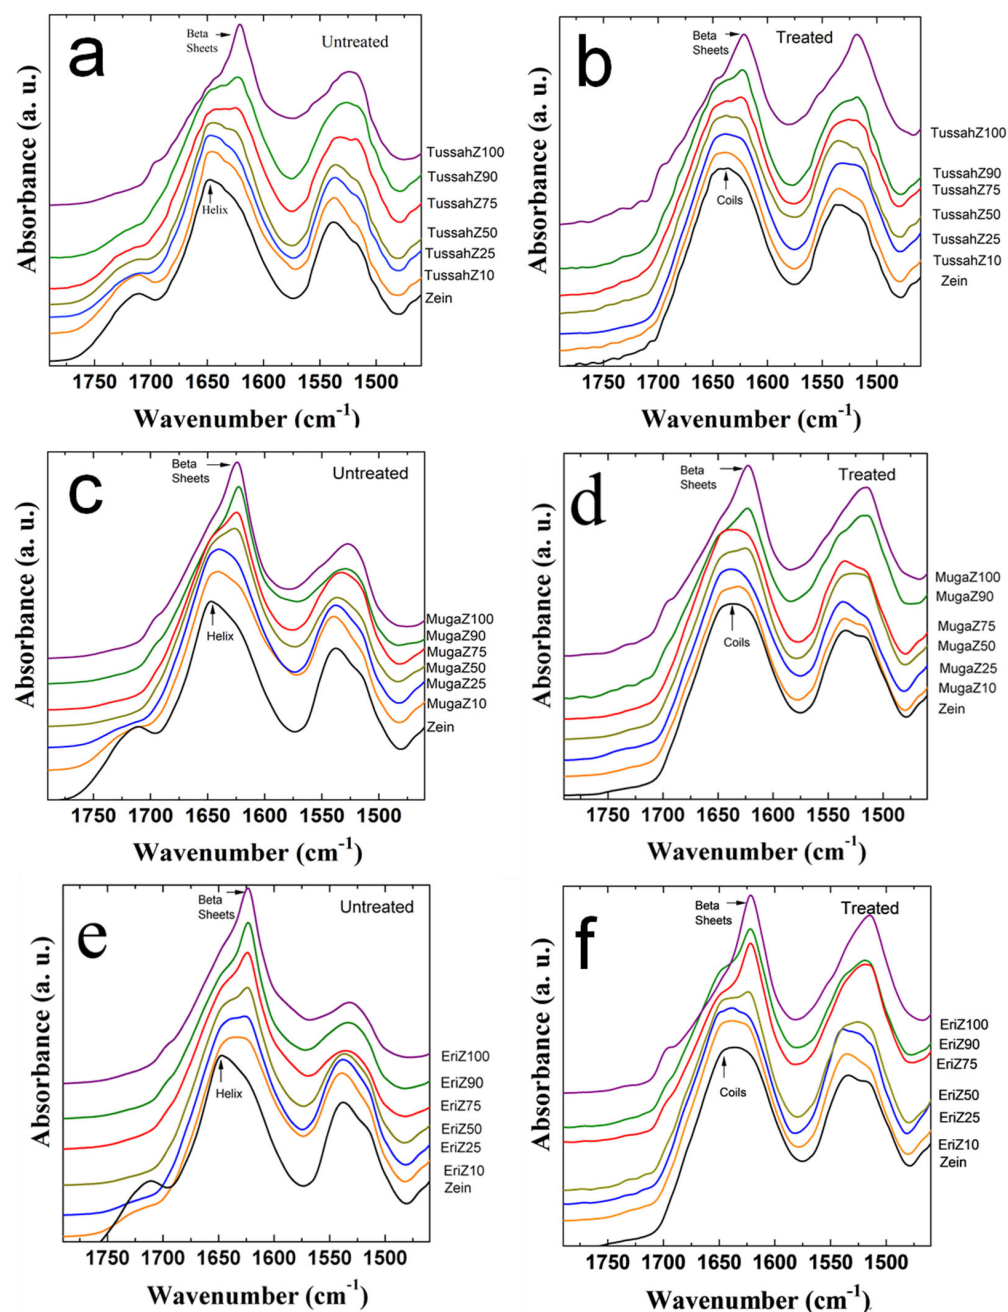 a
Beta
Sheets
Untreated
Helix
TussahZ100
TussahZ90
TussahZ75
TussahZ50
TussahZ25
TussahZ10
Zein
Absorbance (a. u.)
1750 1700 1650 1600 1550 1500
Wavenumber (cm-1)
b
Beta
Sheets
Treated
Coils
TussahZ100
TussahZ90
TussahZ75
TussahZ50
TussahZ25
TussahZ10
Zein
Absorbance (a. u.)
1750 1700 1650 1600 1550 1500
Wavenumber (cm-1)
c
Beta
Sheets
Untreated
Helix
MugaZ100
MugaZ90
MugaZ75
MugaZ50
MugaZ25
MugaZ10
Zein
Absorbance (a. u.)
1750 1700 1650 1600 1550 1500
Wavenumber (cm-1)
d
Beta
Sheets
Treated
Coils
MugaZ100
MugaZ90
MugaZ75
MugaZ50
MugaZ25
MugaZ10
Zein
Absorbance (a. u.)
1750 1700 1650 1600 1550 1500
Wavenumber (cm-1)
e
Beta
Sheets
Untreated
Helix
EriZ100
EriZ90
EriZ75
EriZ50
EriZ25
EriZ10
Zein
Absorbance (a. u.)
1750 1700 1650 1600 1550 1500
Wavenumber (cm-1)
f
Beta
Sheets
Treated
Coils
EriZ100
EriZ90
EriZ75
EriZ50
EriZ25
EriZ10
Zein
Absorbance (a. u.)
1750 1700 1650 1600 1550 1500
Wavenumber (cm-1)